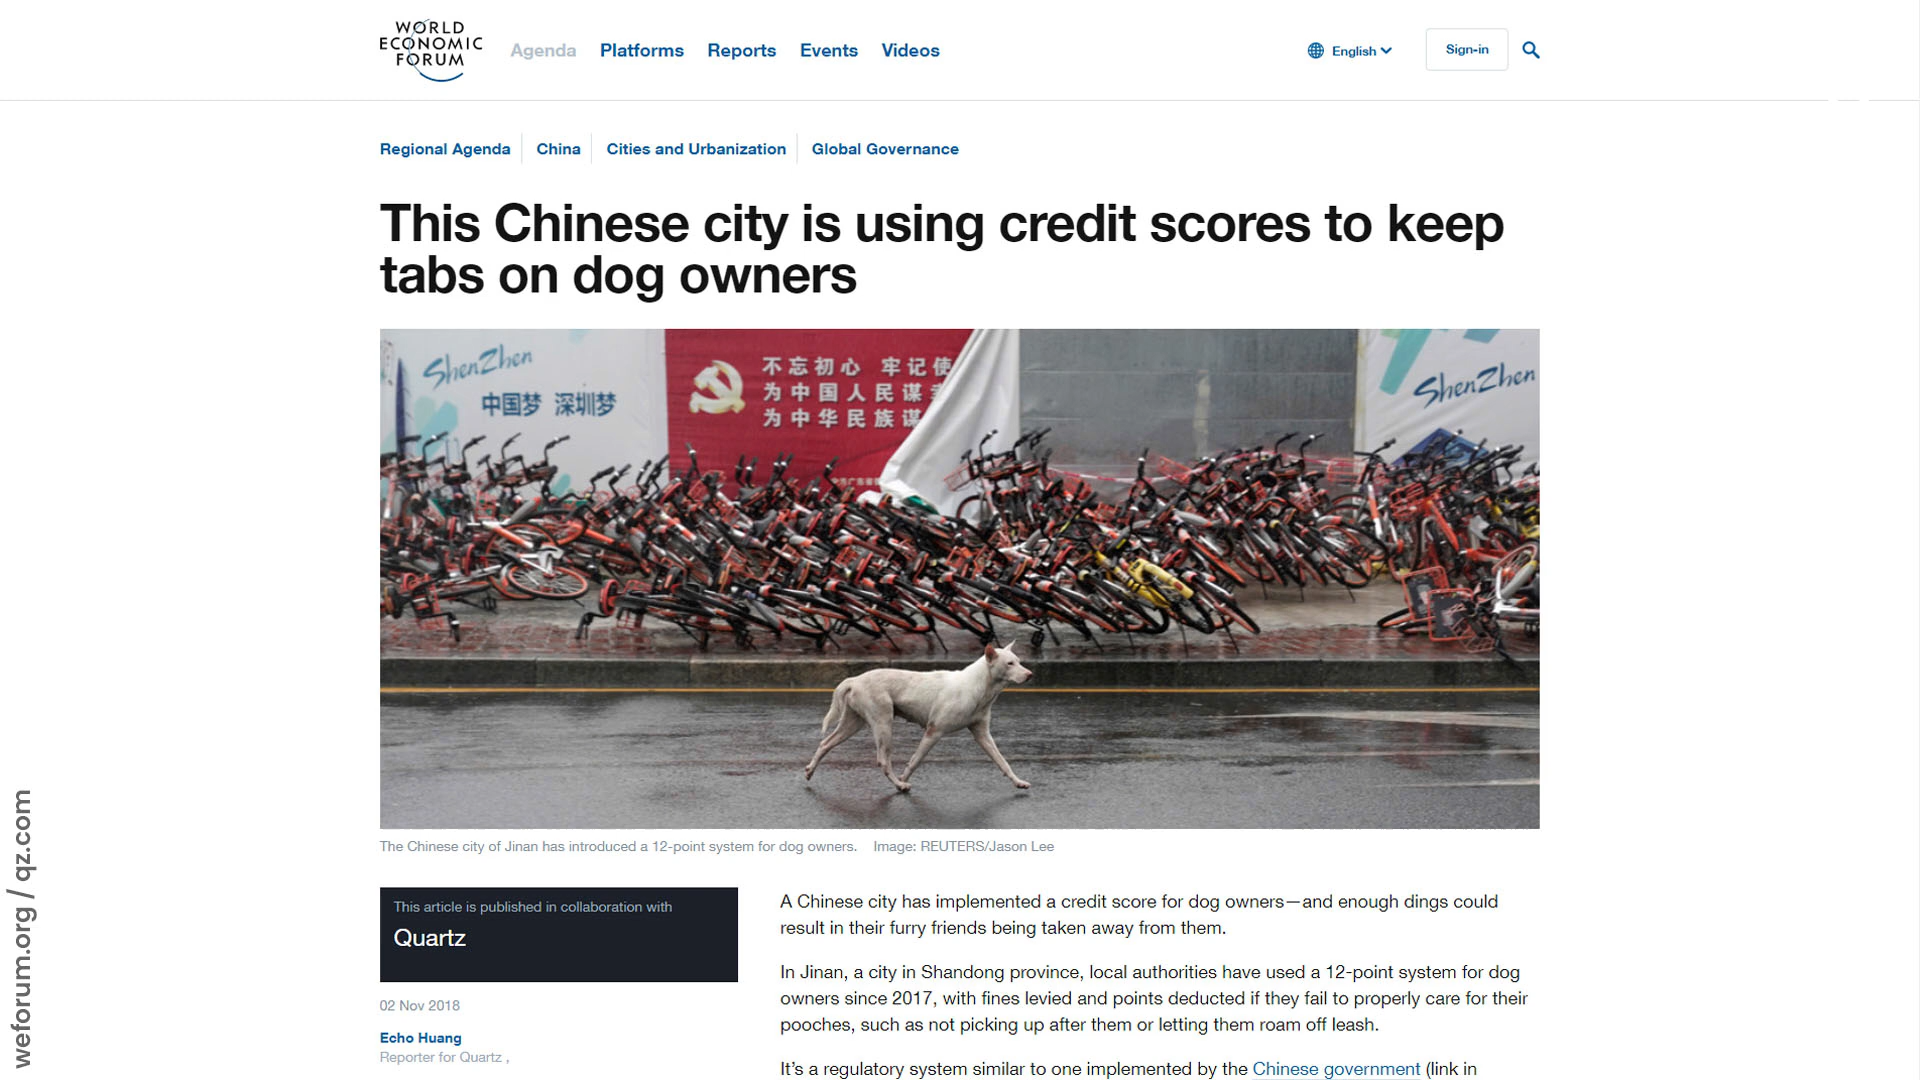 WORLD
ECONOMIC
FORUM
Agenda Platforms Reports Events Videos
English
Sign-in
Regional Agenda China Cities and Urbanization Global Governance
This Chinese city is using credit scores to keep
tabs on dog owners
ShenZhen
中国梦 深圳梦
不忘初心 牢记使
为中国人民谋
为中华民族谋
ShenZhen
The Chinese city of Jinan has introduced a 12-point system for dog owners. Image: REUTERS/Jason Lee
This article is published in collaboration with
Quartz
02 Nov 2018
Echo Huang
Reporter for Quartz ,
A Chinese city has implemented a credit score for dog owners—and enough dings could
result in their furry friends being taken away from them.
In Jinan, a city in Shandong province, local authorities have used a 12-point system for dog
owners since 2017, with fines levied and points deducted if they fail to properly care for their
pooches, such as not picking up after them or letting them roam off leash.
It's a regulatory system similar to one implemented by the Chinese government (link in
weforum.org / qz.com